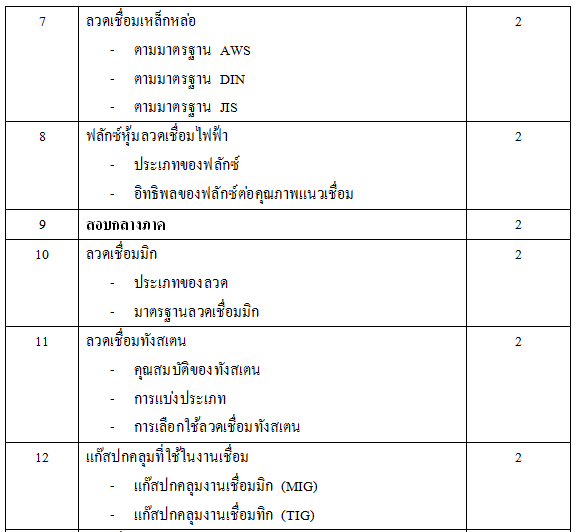 7 ลวดเชื่อมเหล็กหล่อ 2
- ตามมาตรฐาน AWS
- ตามมาตรฐาน DIN
- ตามมาตรฐาน JIS
8 ฟลักซ์หุ้มลวดเชื่อมไฟฟ้า 2
- ประเภทของฟลักซ์
- อิทธิพลของฟลักซ์ต่อคุณภาพแนวเชื่อม
9 สอบกลางภาค 2
10 ลวดเชื่อมมิก 2
- ประเภทของลวด
- มาตรฐานลวดเชื่อมมิก
11 ลวดเชื่อมทังสเตน 2
- คุณสมบัติของทังสเตน
- การแบ่งประเภท
- การเลือกใช้ลวดเชื่อมทังสเตน
12 แก๊สปกคลุมที่ใช้ในงานเชื่อม 2
- แก๊สปกคลุมงานเชื่อมมิก (MIG)
- แก๊สปกคลุมงานเชื่อมทิก (TIG)